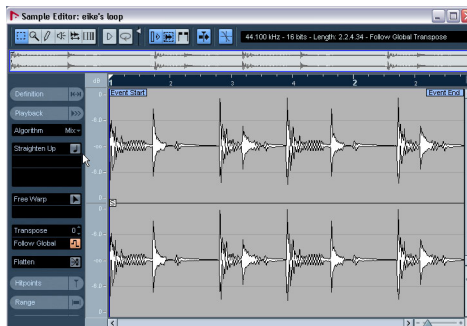 Sample Editor: eike's loop
44.100 kHz - 16 bits - Length: 2.2.4.34 - Follow Global Transpose
Definition
dB
2
3
4
2
Event Start
Event End
Playback
Algorithm Mix
Straighten Up
Free Warp
Transpose 0
Follow Global
Flatten
Hitpoints
Range